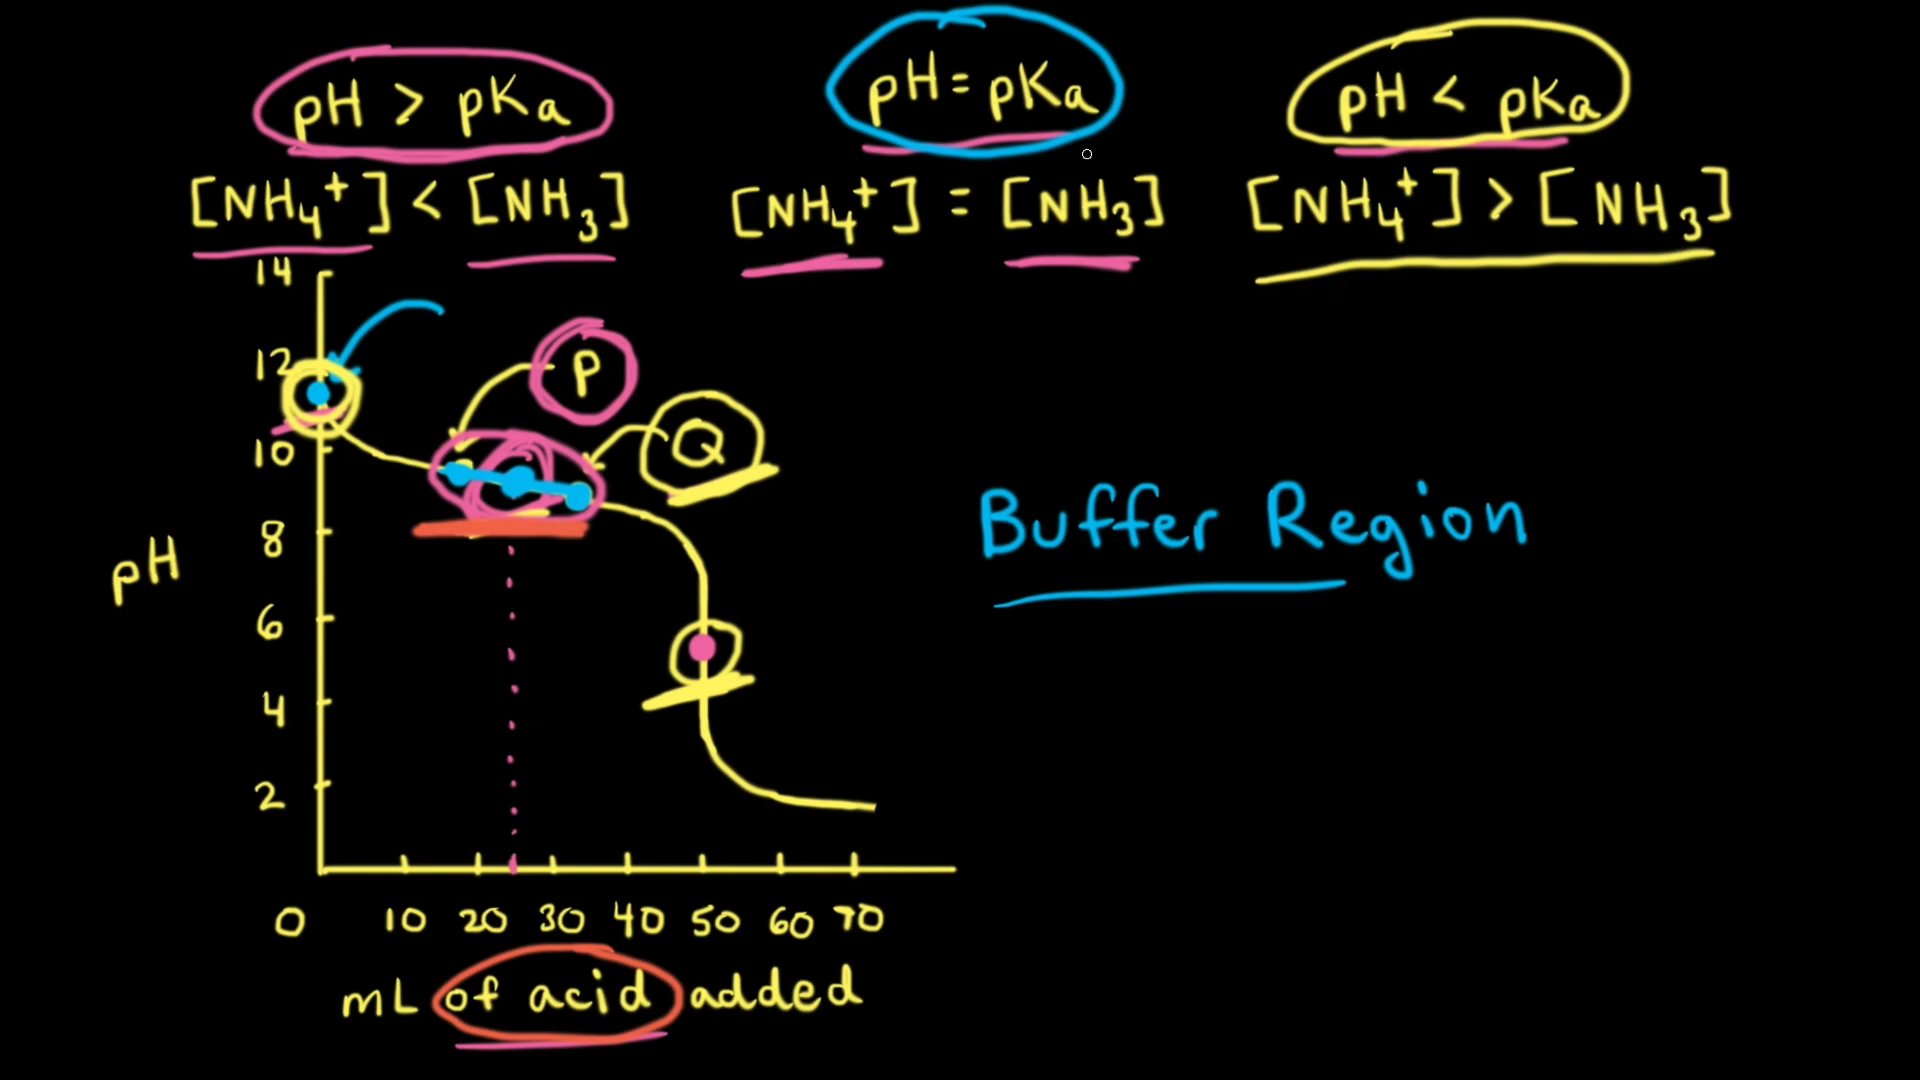 pH > pKa
pH = pKa
pH < pKa
[NH₄⁺] < [NH₃]
[NH₄⁺] = [NH₃]
[NH₄⁺] > [NH₃]
14
12
10
8
6
4
2
P
Q
pH
Buffer Region
0 10 20 30 40 50 60 70
mL of acid added